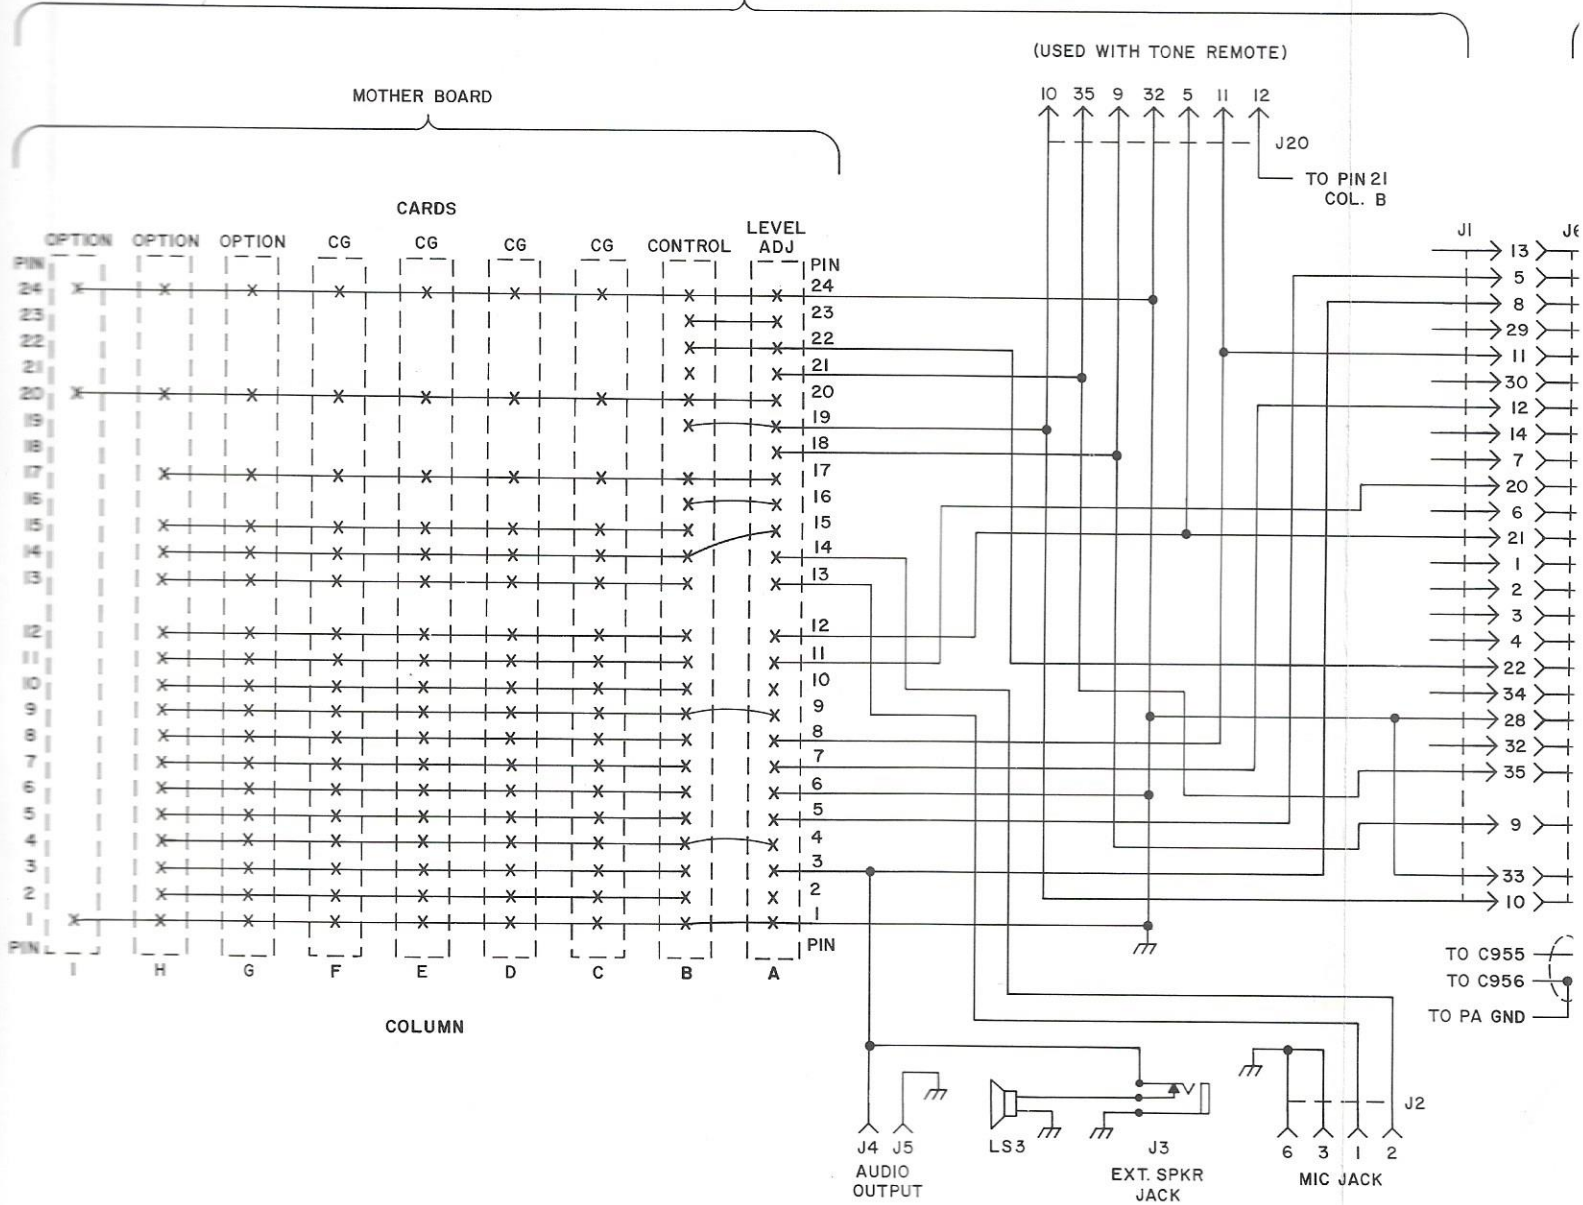 (USED WITH TONE REMOTE)
MOTHER BOARD
10 35 9 32 5 11 12
J20
TO PIN 21
COL. B
CARDS
LEVEL
OPTION OPTION OPTION CG CG CG CG CONTROL ADJ
J1 J6
PIN PIN
24 24
23 23
22 22
21 21
20 20
19 19
18 18
17 17
16 16
15 15
14 14
13 13
12 12
11 11
10 10
9 9
8 8
7 7
6 6
5 5
4 4
3 3
2 2
1 1
PIN PIN
I H G F E D C B A
COLUMN
13
5
8
29
11
30
12
14
7
20
6
21
1
2
3
4
22
34
28
32
35
9
33
10
TO C955
TO C956
TO PA GND
J2
J4 J5 LS3 J3 6 3 1 2
AUDIO
OUTPUT
EXT. SPKR
JACK
MIC JACK